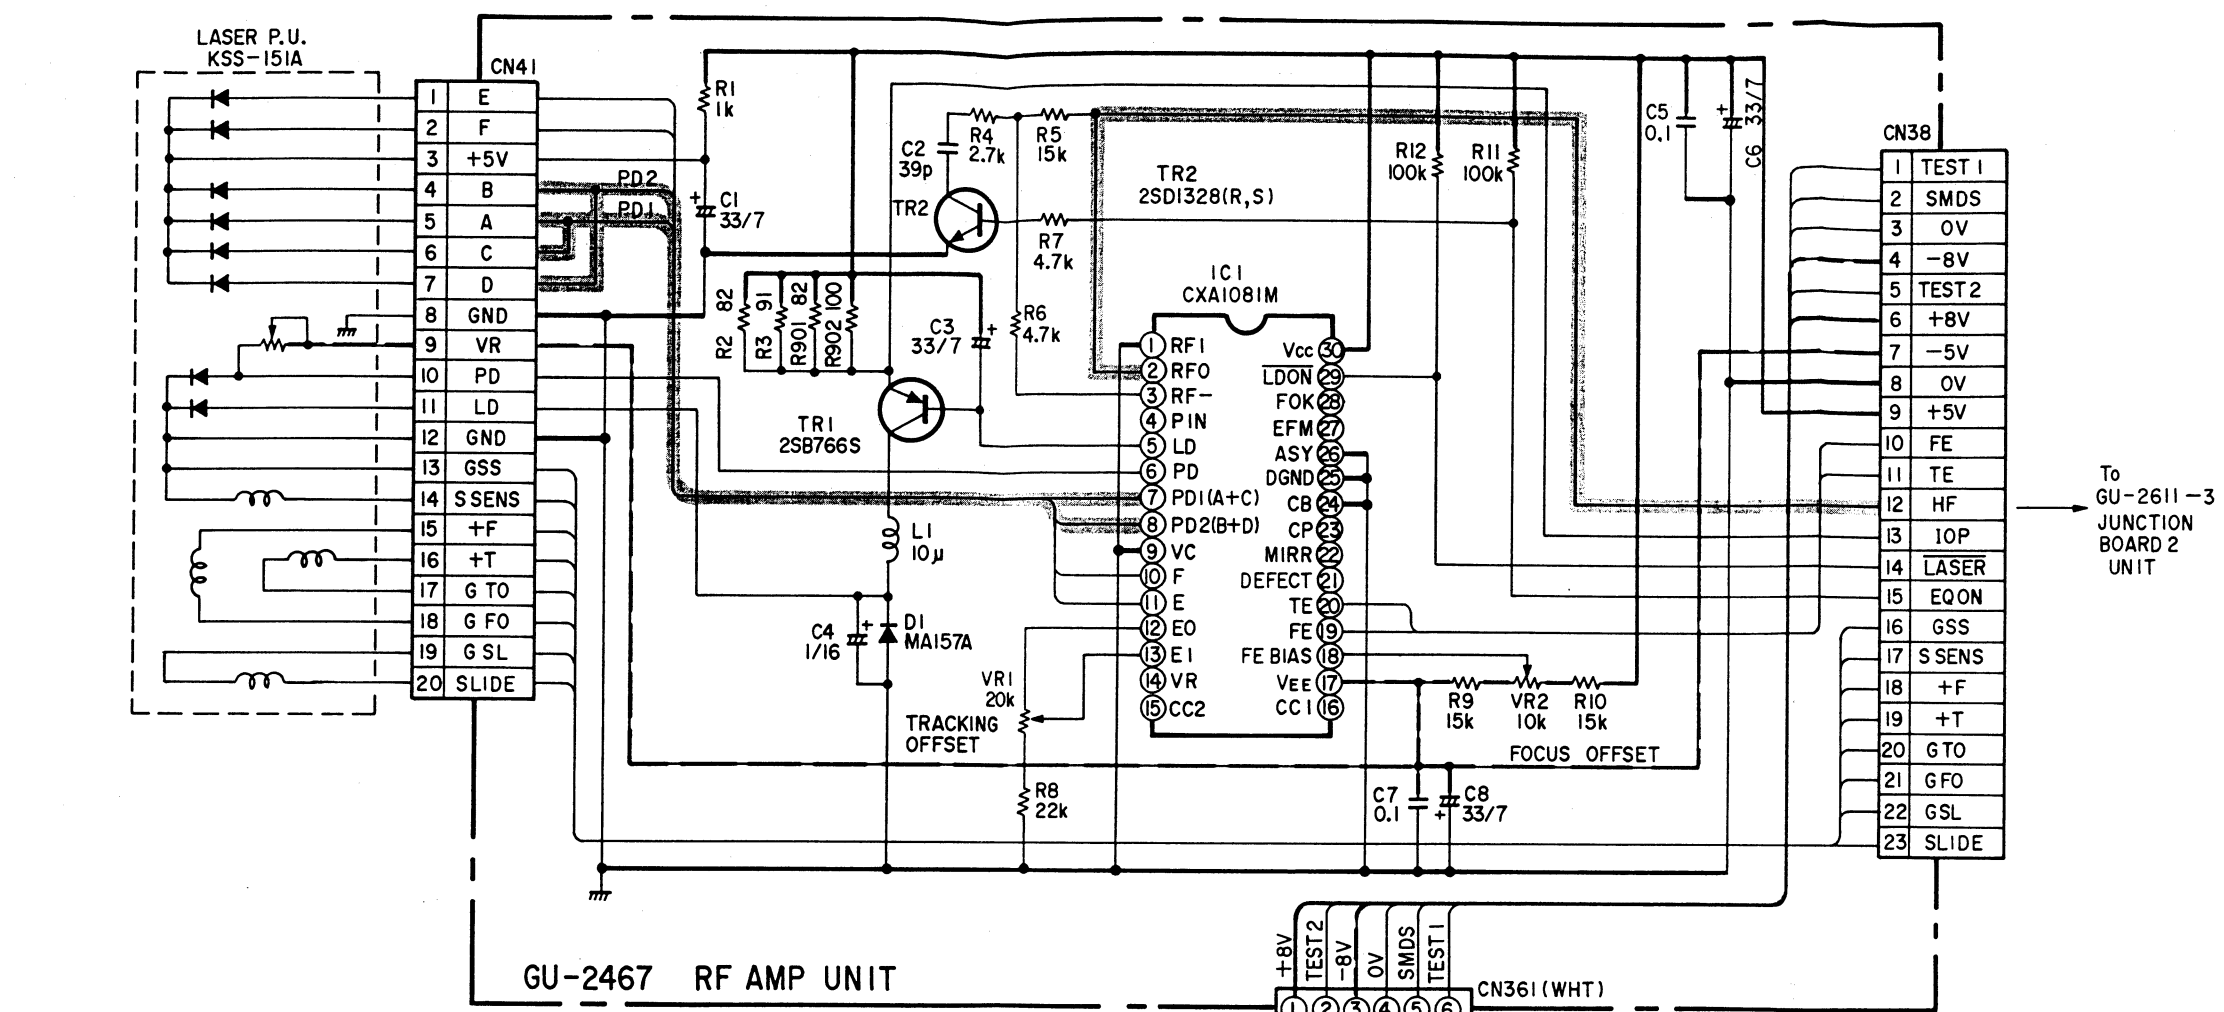 LASER P.U.
KSS-151A
CN41
1 E
2 F
3 +5V
4 B
5 A
6 C
7 D
8 GND
9 VR
10 PD
11 LD
12 GND
13 GSS
14 SSENS
15 +F
16 +T
17 GTO
18 GFO
19 GSL
20 SLIDE
PD2
PD1
R1
1k
C1
33/7
+
R2 82
R3 91
R901 82
R902 100
C2
39p
R4
2.7k
R5
15k
TR2
TR2
2SD1328(R,S)
R7
4.7k
R6
4.7k
C3
33/7
+
TR1
2SB766S
L1
10μ
C4
1/16
+
D1
MA157A
VR1
20k
TRACKING
OFFSET
R8
22k
IC1
CXA1081M
1 RF1
2 RFO
3 RF-
4 PIN
5 LD
6 PD
7 PD1(A+C)
8 PD2(B+D)
9 VC
10 F
11 E
12 EO
13 E1
14 VR
15 CC2
Vcc 30
LDON 29
FOK 28
EFM 27
ASY 26
DGND 25
CB 24
CP 23
MIRR 22
DEFECT 21
TE 20
FE 19
FE BIAS 18
VEE 17
CC1 16
R12
100k
R11
100k
C5
0.1
C6 33/7
+
R9
15k
VR2
10k
R10
15k
FOCUS OFFSET
C7
0.1
C8
33/7
+
CN38
1 TEST 1
2 SMDS
3 0V
4 -8V
5 TEST 2
6 +8V
7 -5V
8 0V
9 +5V
10 FE
11 TE
12 HF
13 IOP
14 LASER
15 EQON
16 GSS
17 SSENS
18 +F
19 +T
20 GTO
21 GFO
22 GSL
23 SLIDE
To
GU-2611-3
JUNCTION
BOARD 2
UNIT
GU-2467 RF AMP UNIT
+8V
TEST2
-8V
0V
SMDS
TEST1
CN361(WHT)
1 2 3 4 5 6